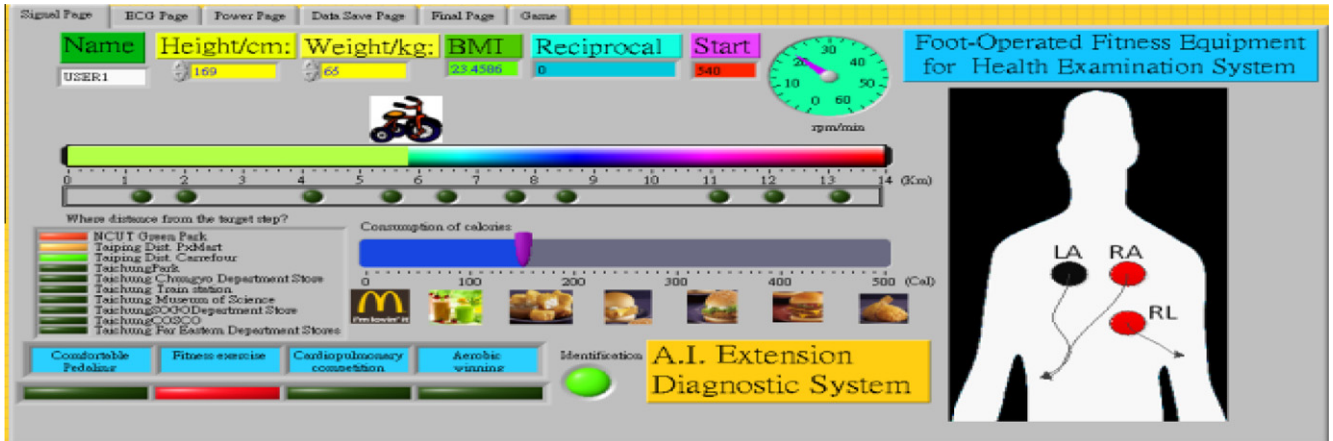 Signal Page ECG Page Power Page Data Save Page Final Page Game
Name Height/cm: Weight/kg: BMI Reciprocal Start
USER1 169 65 23.4586 0 540
0 10 20 30 40 50 60
rpm/min
Foot-Operated Fitness Equipment
for Health Examination System
0 1 2 3 4 5 6 7 8 9 10 11 12 13 14 (Km)
Where distance from the target step?
NCUT Green Park
Taiping Dist. PxMart
Taiping Dist. Carrefour
TaichungPark
Taichung Chungyo Department Store
Taichung Train station
Taichung Museum of Science
TaichungSOGODepartment Store
TaichungCOSCO
Taichung Far Eastern Department Stores
Consumption of calories
0 100 200 300 400 500 (Cal)
i'm lovin' it
Comfortable
Pedaling
Fitness exercise
Cardiopulmonary
competition
Aerobic
winning
Identification
A.I. Extension
Diagnostic System
LA RA
RL